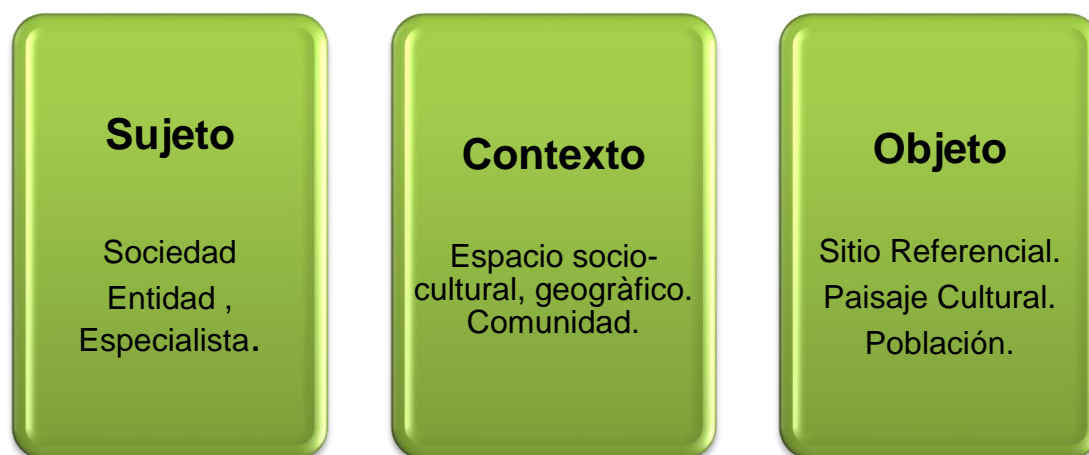 Sujeto
Sociedad
Entidad ,
Especialista.
Contexto
Espacio socio-
cultural, geogràfico.
Comunidad.
Objeto
Sitio Referencial.
Paisaje Cultural.
Población.